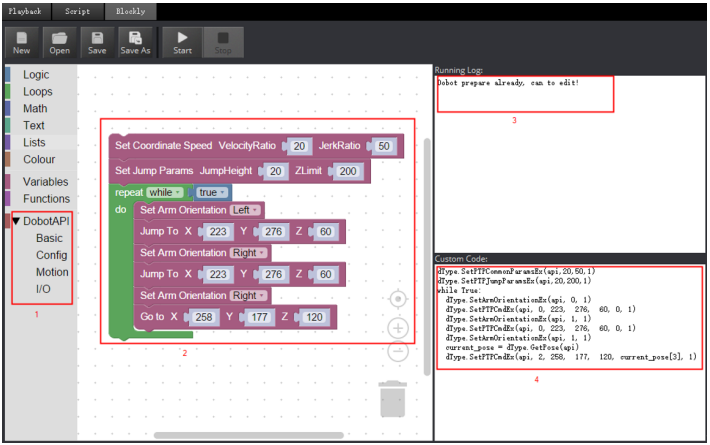 Playback Script Blockly
New Open Save Save As Start Stop
Logic
Loops
Math
Text
Lists
Colour
Variables
Functions
DobotAPI
Basic
Config
Motion
I/O
1
Set Coordinate Speed VelocityRatio 20 JerkRatio 50
Set Jump Params JumpHeight 20 ZLimit 200
repeat while true
do Set Arm Orientation Left
Jump To X 223 Y 276 Z 60
Set Arm Orientation Right
Jump To X 223 Y 276 Z 60
Set Arm Orientation Right
Go to X 258 Y 177 Z 120
2
Running Log:
Dobot prepare already, can to edit!
3
Custom Code:
dType.SetPTPCommonParamsEx(api,20,50,1)
dType.SetPTPJumpParamsEx(api,20,200,1)
while True:
dType.SetArmOrientationEx(api, 0, 1)
dType.SetPTPCmdEx(api, 0, 223, 276, 60, 0, 1)
dType.SetArmOrientationEx(api, 1, 1)
dType.SetPTPCmdEx(api, 0, 223, 276, 60, 0, 1)
dType.SetArmOrientationEx(api, 1, 1)
current_pose = dType.GetPose(api)
dType.SetPTPCmdEx(api, 2, 258, 177, 120, current_pose[3], 1)
4